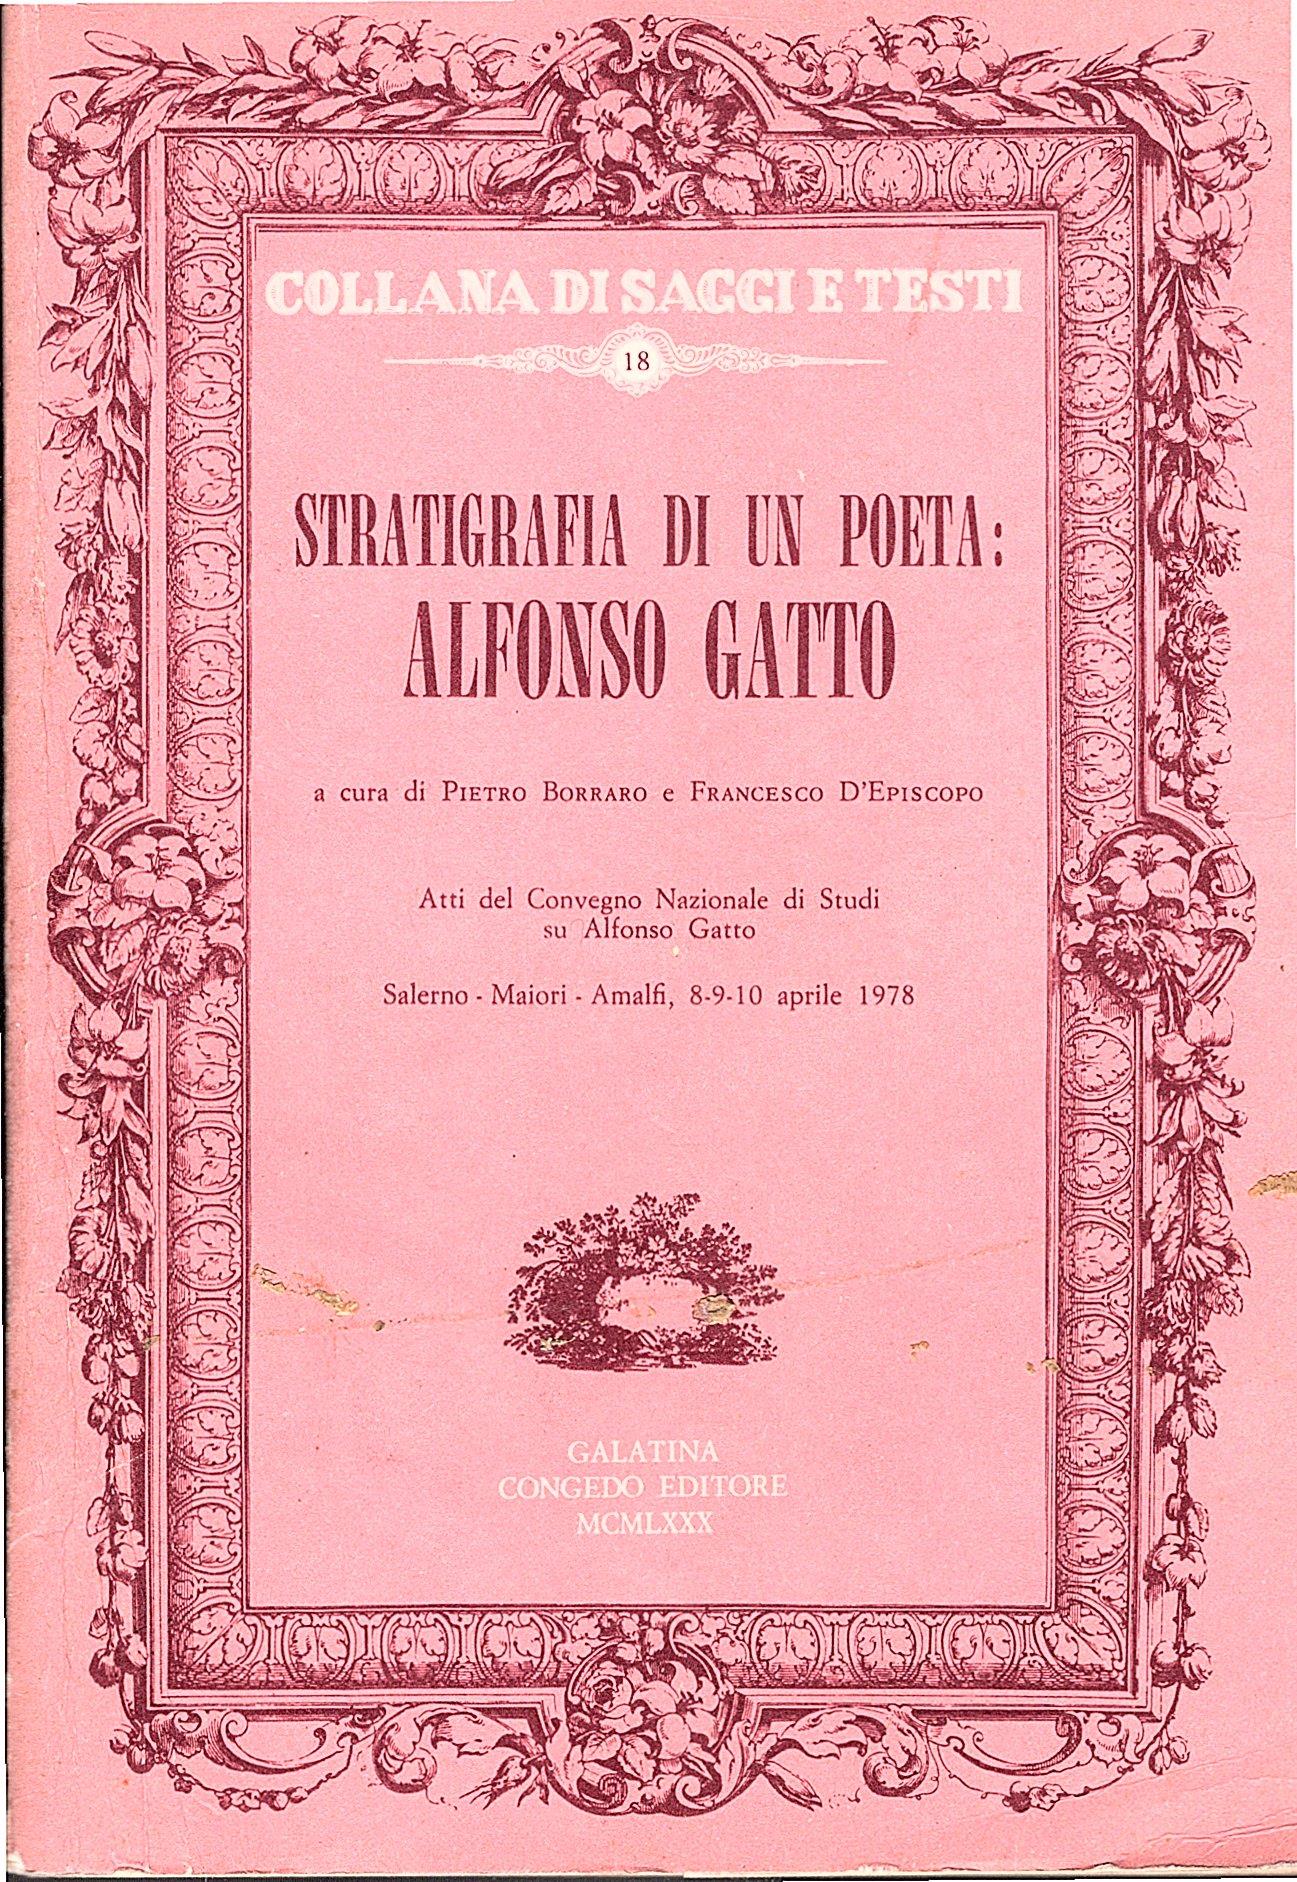 COLLANA DI SAGGI E TESTI
18
STRATIGRAFIA DI UN POETA:
ALFONSO GATTO
a cura di PIETRO BORRARO e FRANCESCO D'EPISCOPO
Atti del Convegno Nazionale di Studi
su Alfonso Gatto
Salerno - Maiori - Amalfi, 8-9-10 aprile 1978
GALATINA
CONGEDO EDITORE
MCMLXXX